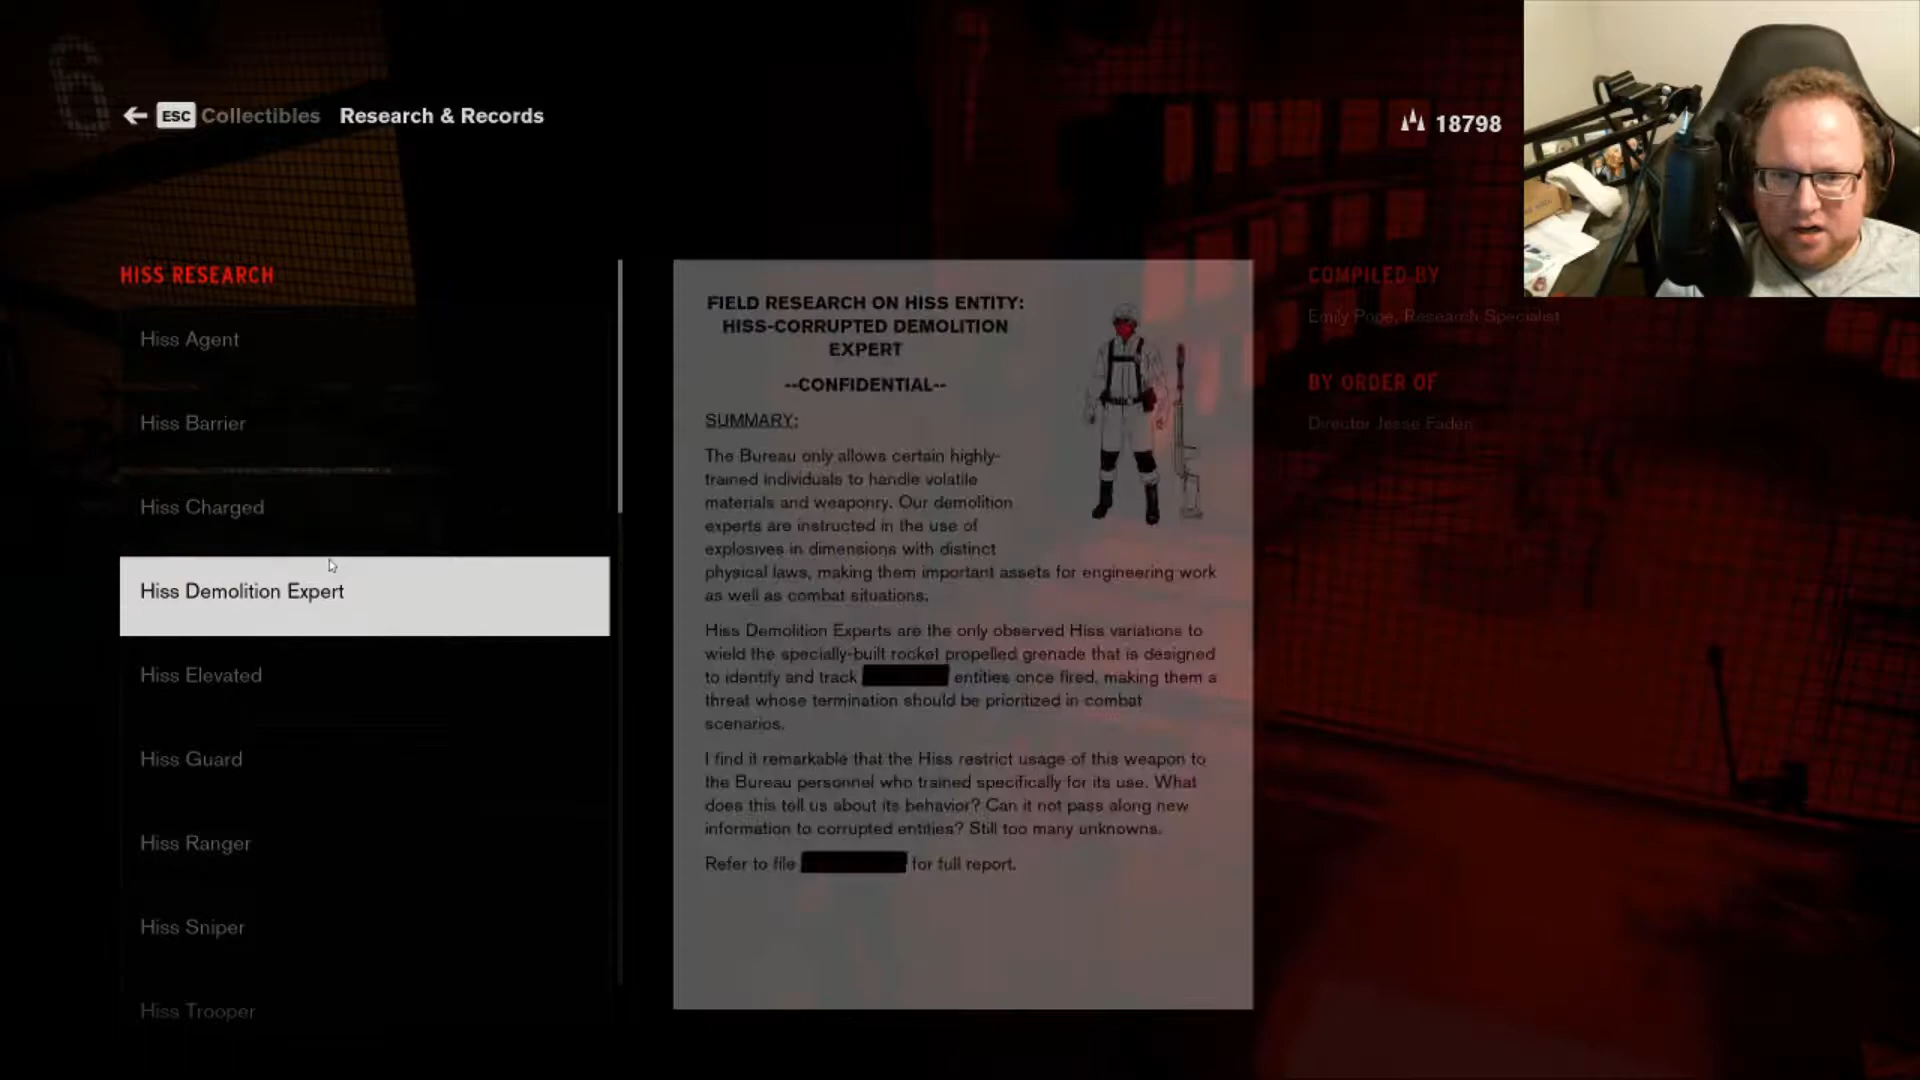 6
ESC Collectibles Research & Records
18798
HISS RESEARCH
Hiss Agent
Hiss Barrier
Hiss Charged
Hiss Demolition Expert
Hiss Elevated
Hiss Guard
Hiss Ranger
Hiss Sniper
Hiss Trooper
FIELD RESEARCH ON HISS ENTITY:
HISS-CORRUPTED DEMOLITION
EXPERT
--CONFIDENTIAL--
SUMMARY:
The Bureau only allows certain highly-
trained individuals to handle volatile
materials and weaponry. Our demolition
experts are instructed in the use of
explosives in dimensions with distinct
physical laws, making them important assets for engineering work
as well as combat situations.
Hiss Demolition Experts are the only observed Hiss variations to
wield the specially-built rocket propelled grenade that is designed
to identify and track entities once fired, making them a
threat whose termination should be prioritized in combat
scenarios.
I find it remarkable that the Hiss restrict usage of this weapon to
the Bureau personnel who trained specifically for its use. What
does this tell us about its behavior? Can it not pass along new
information to corrupted entities? Still too many unknowns.
Refer to file for full report.
COMPILED BY
Emily Pope, Research Specialist
BY ORDER OF
Director Jesse Faden